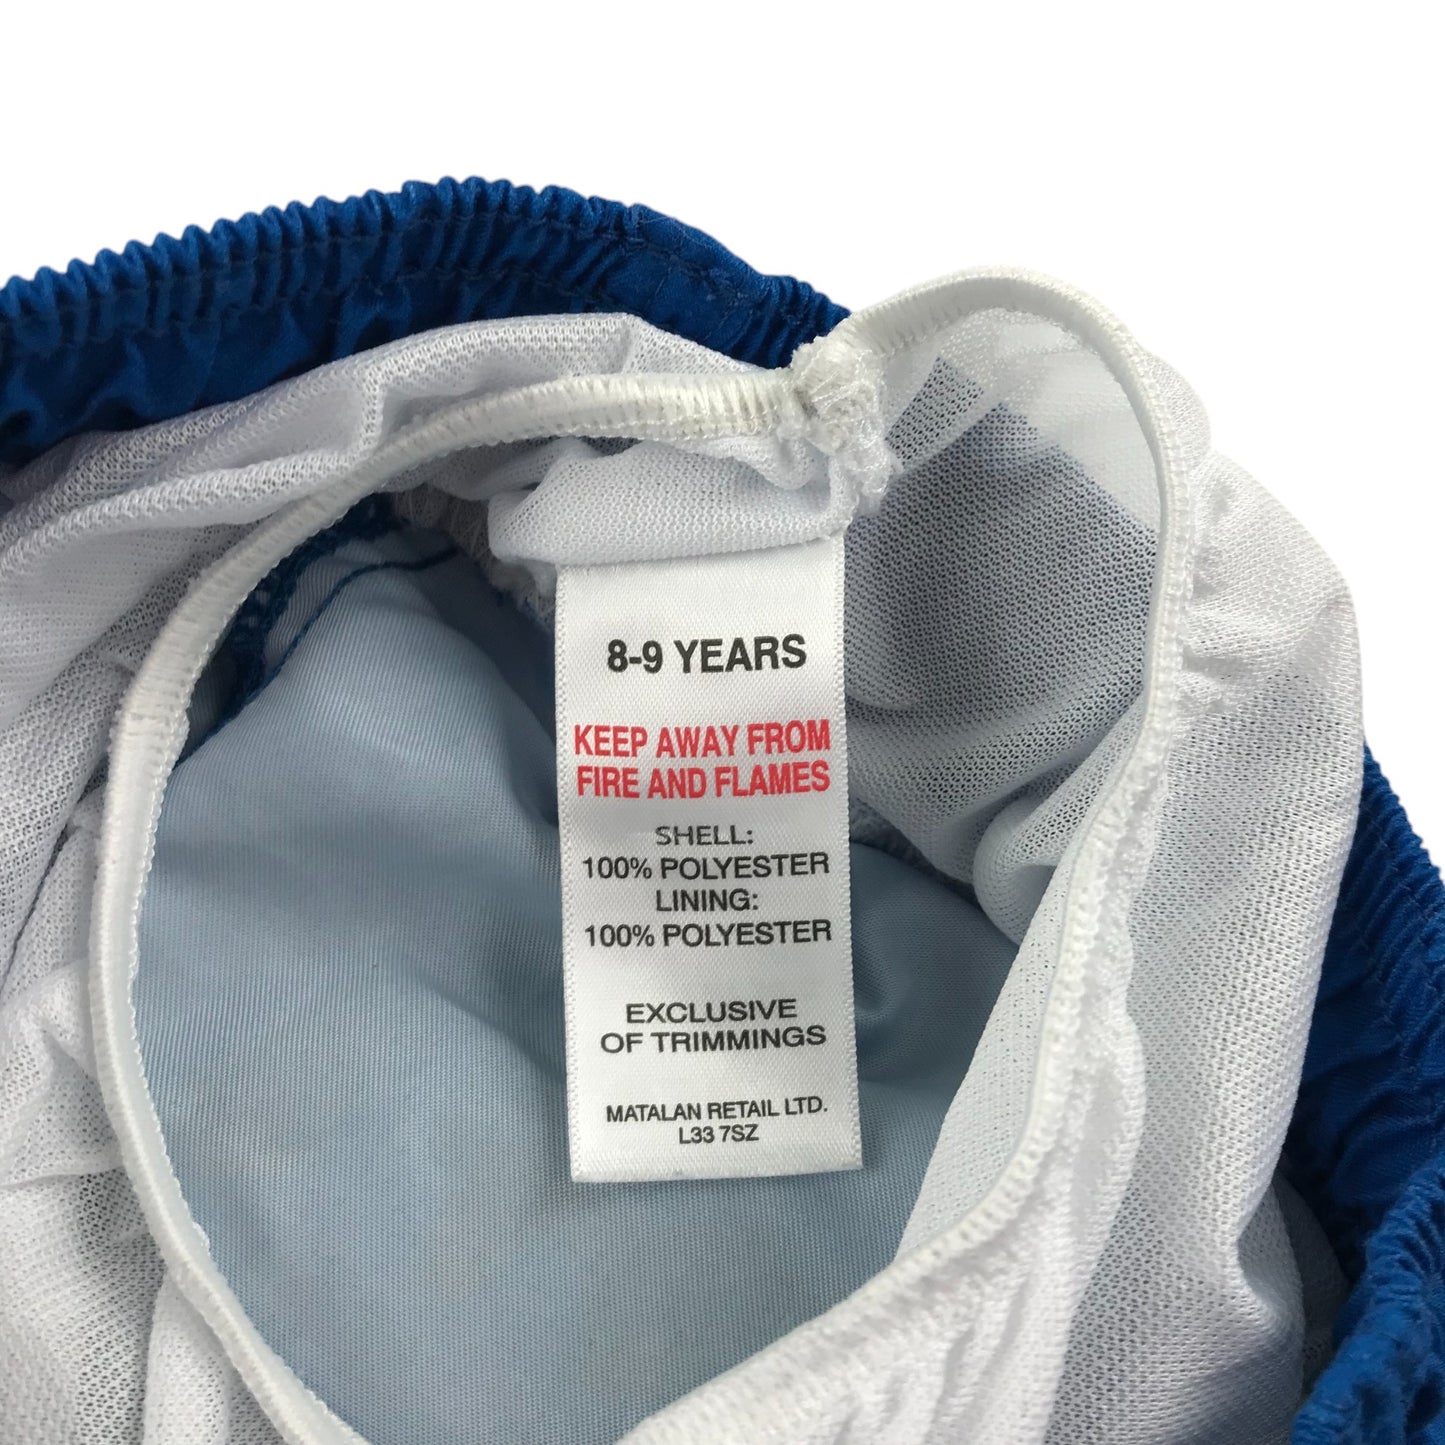 8-9 YEARS
KEEP AWAY FROM
FIRE AND FLAMES
SHELL:
100% POLYESTER
LINING:
100% POLYESTER
EXCLUSIVE
OF TRIMMINGS
MATALAN RETAIL LTD.
L33 7SZ